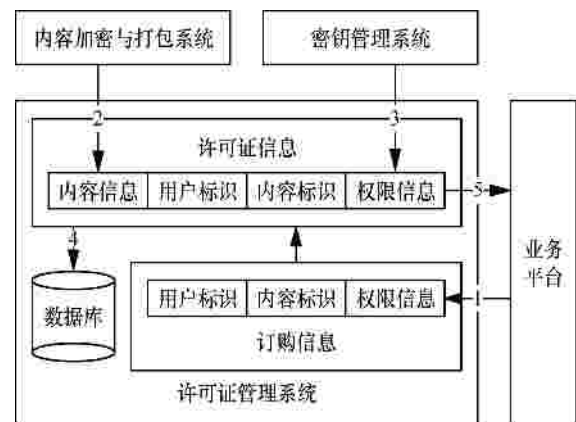 内容加密与打包系统
密钥管理系统
2
3
许可证信息
内容信息 用户标识 内容标识 权限信息
5
4
业务
平台
用户标识 内容标识 权限信息
1
数据库
订购信息
许可证管理系统